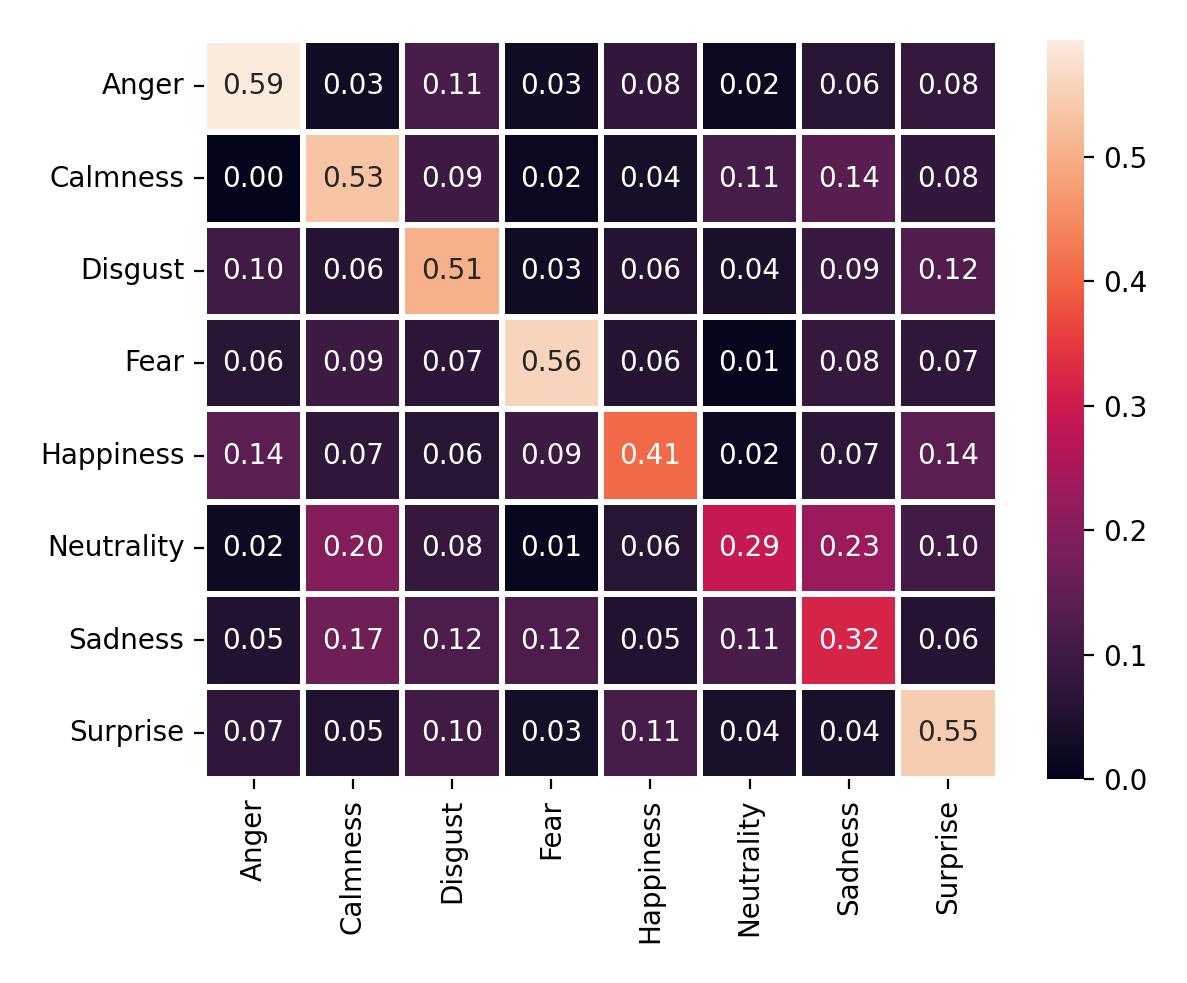 Anger 0.59 0.03 0.11 0.03 0.08 0.02 0.06 0.08
Calmness 0.00 0.53 0.09 0.02 0.04 0.11 0.14 0.08 0.5
Disgust 0.10 0.06 0.51 0.03 0.06 0.04 0.09 0.12 0.4
Fear 0.06 0.09 0.07 0.56 0.06 0.01 0.08 0.07
0.3
Happiness 0.14 0.07 0.06 0.09 0.41 0.02 0.07 0.14
Neutrality 0.02 0.20 0.08 0.01 0.06 0.29 0.23 0.10 0.2
Sadness 0.05 0.17 0.12 0.12 0.05 0.11 0.32 0.06 0.1
Surprise 0.07 0.05 0.10 0.03 0.11 0.04 0.04 0.55
0.0
Anger Calmness Disgust Fear Happiness Neutrality Sadness Surprise